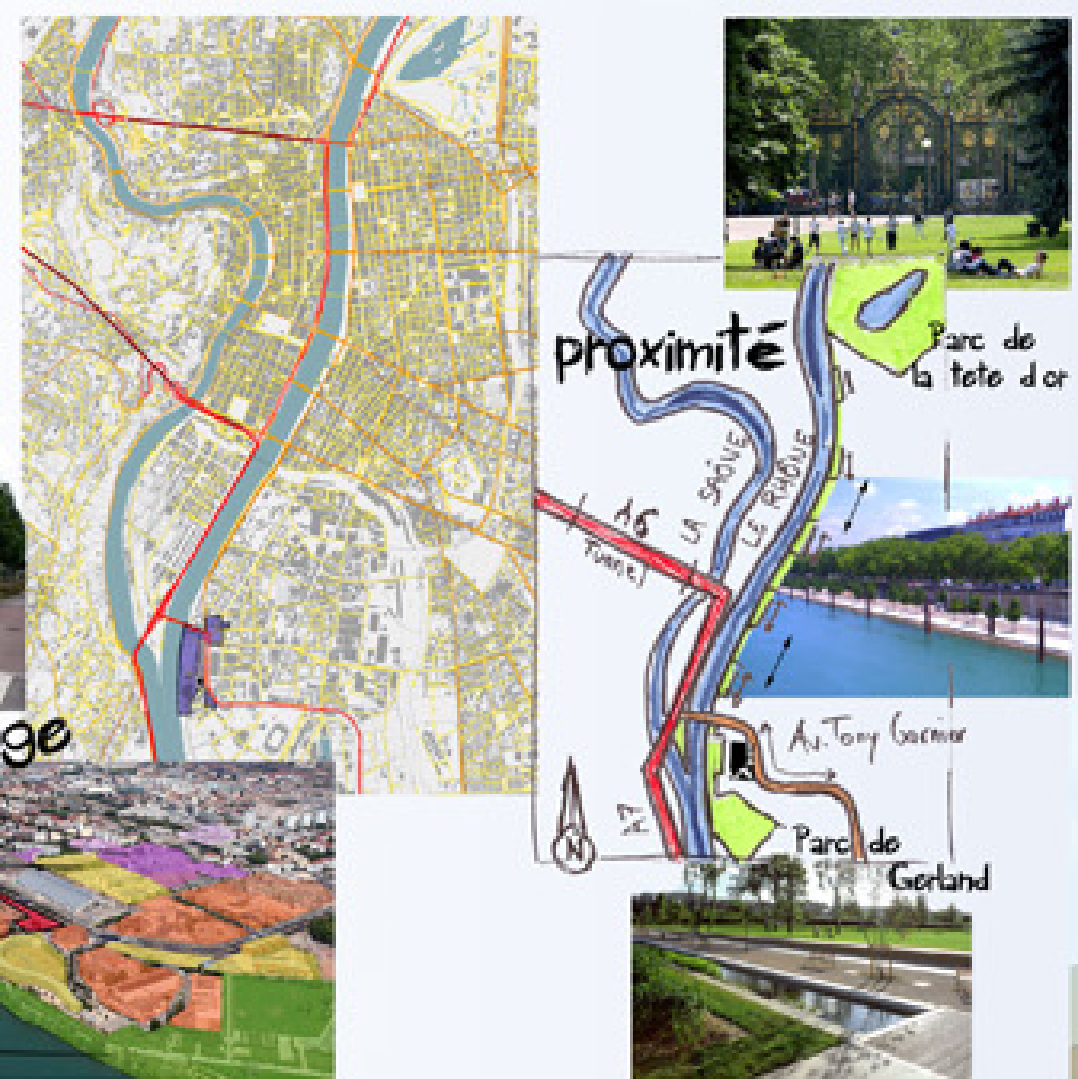 proximité
Parc de
la tete d'or
LA SAÔNE
LE RHÔNE
A6
Tunnel
Av. Tony Garnier
ge
A7
N
Parc de
Gerland